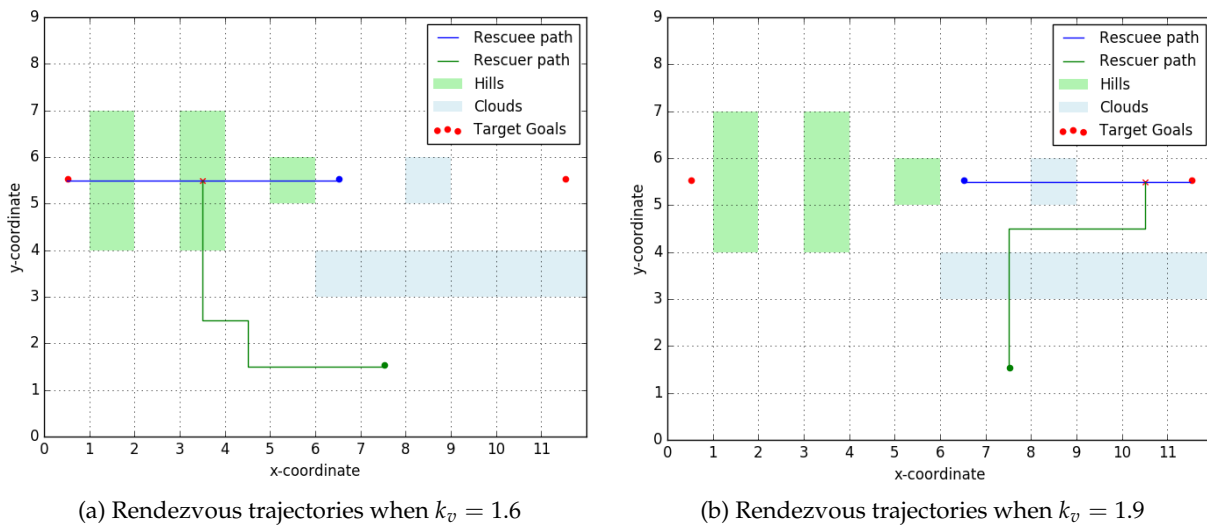 9
8
7
6
5
4
3
2
1
0
y-coordinate
0 1 2 3 4 5 6 7 8 9 10 11
x-coordinate
Rescuee path
Rescuer path
Hills
Clouds
Target Goals
(a) Rendezvous trajectories when k_v = 1.6
9
8
7
6
5
4
3
2
1
0
y-coordinate
0 1 2 3 4 5 6 7 8 9 10 11
x-coordinate
Rescuee path
Rescuer path
Hills
Clouds
Target Goals
(b) Rendezvous trajectories when k_v = 1.9